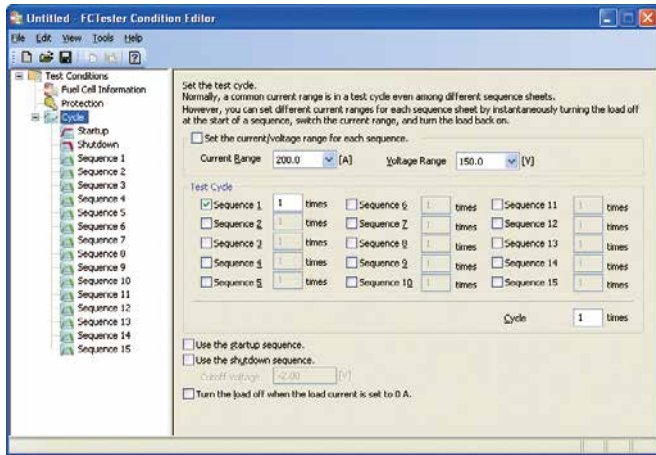 Untitled - FCTester Condition Editor
File Edit View Tools Help
Test Conditions
Fuel Cell Information
Protection
Cycle
Startup
Shutdown
Sequence 1
Sequence 2
Sequence 3
Sequence 4
Sequence 5
Sequence 6
Sequence 7
Sequence 8
Sequence 9
Sequence 10
Sequence 11
Sequence 12
Sequence 13
Sequence 14
Sequence 15
Set the test cycle.
Normally, a common current range is in a test cycle even among different sequence sheets.
However, you can set different current ranges for each sequence sheet by instantaneously turning the load off
at the start of a sequence, switch the current range, and turn the load back on.
Set the current/voltage range for each sequence.
Current Range 200.0 [A] Voltage Range 150.0 [V]
Test Cycle
Sequence 1 1 times Sequence 6 1 times Sequence 11 1 times
Sequence 2 1 times Sequence 7 1 times Sequence 12 1 times
Sequence 3 1 times Sequence 8 1 times Sequence 13 1 times
Sequence 4 1 times Sequence 9 1 times Sequence 14 1 times
Sequence 5 1 times Sequence 10 1 times Sequence 15 1 times
Cycle 1 times
Use the startup sequence.
Use the shutdown sequence.
Cutoff voltage -2.00 [V]
Turn the load off when the load current is set to 0 A.